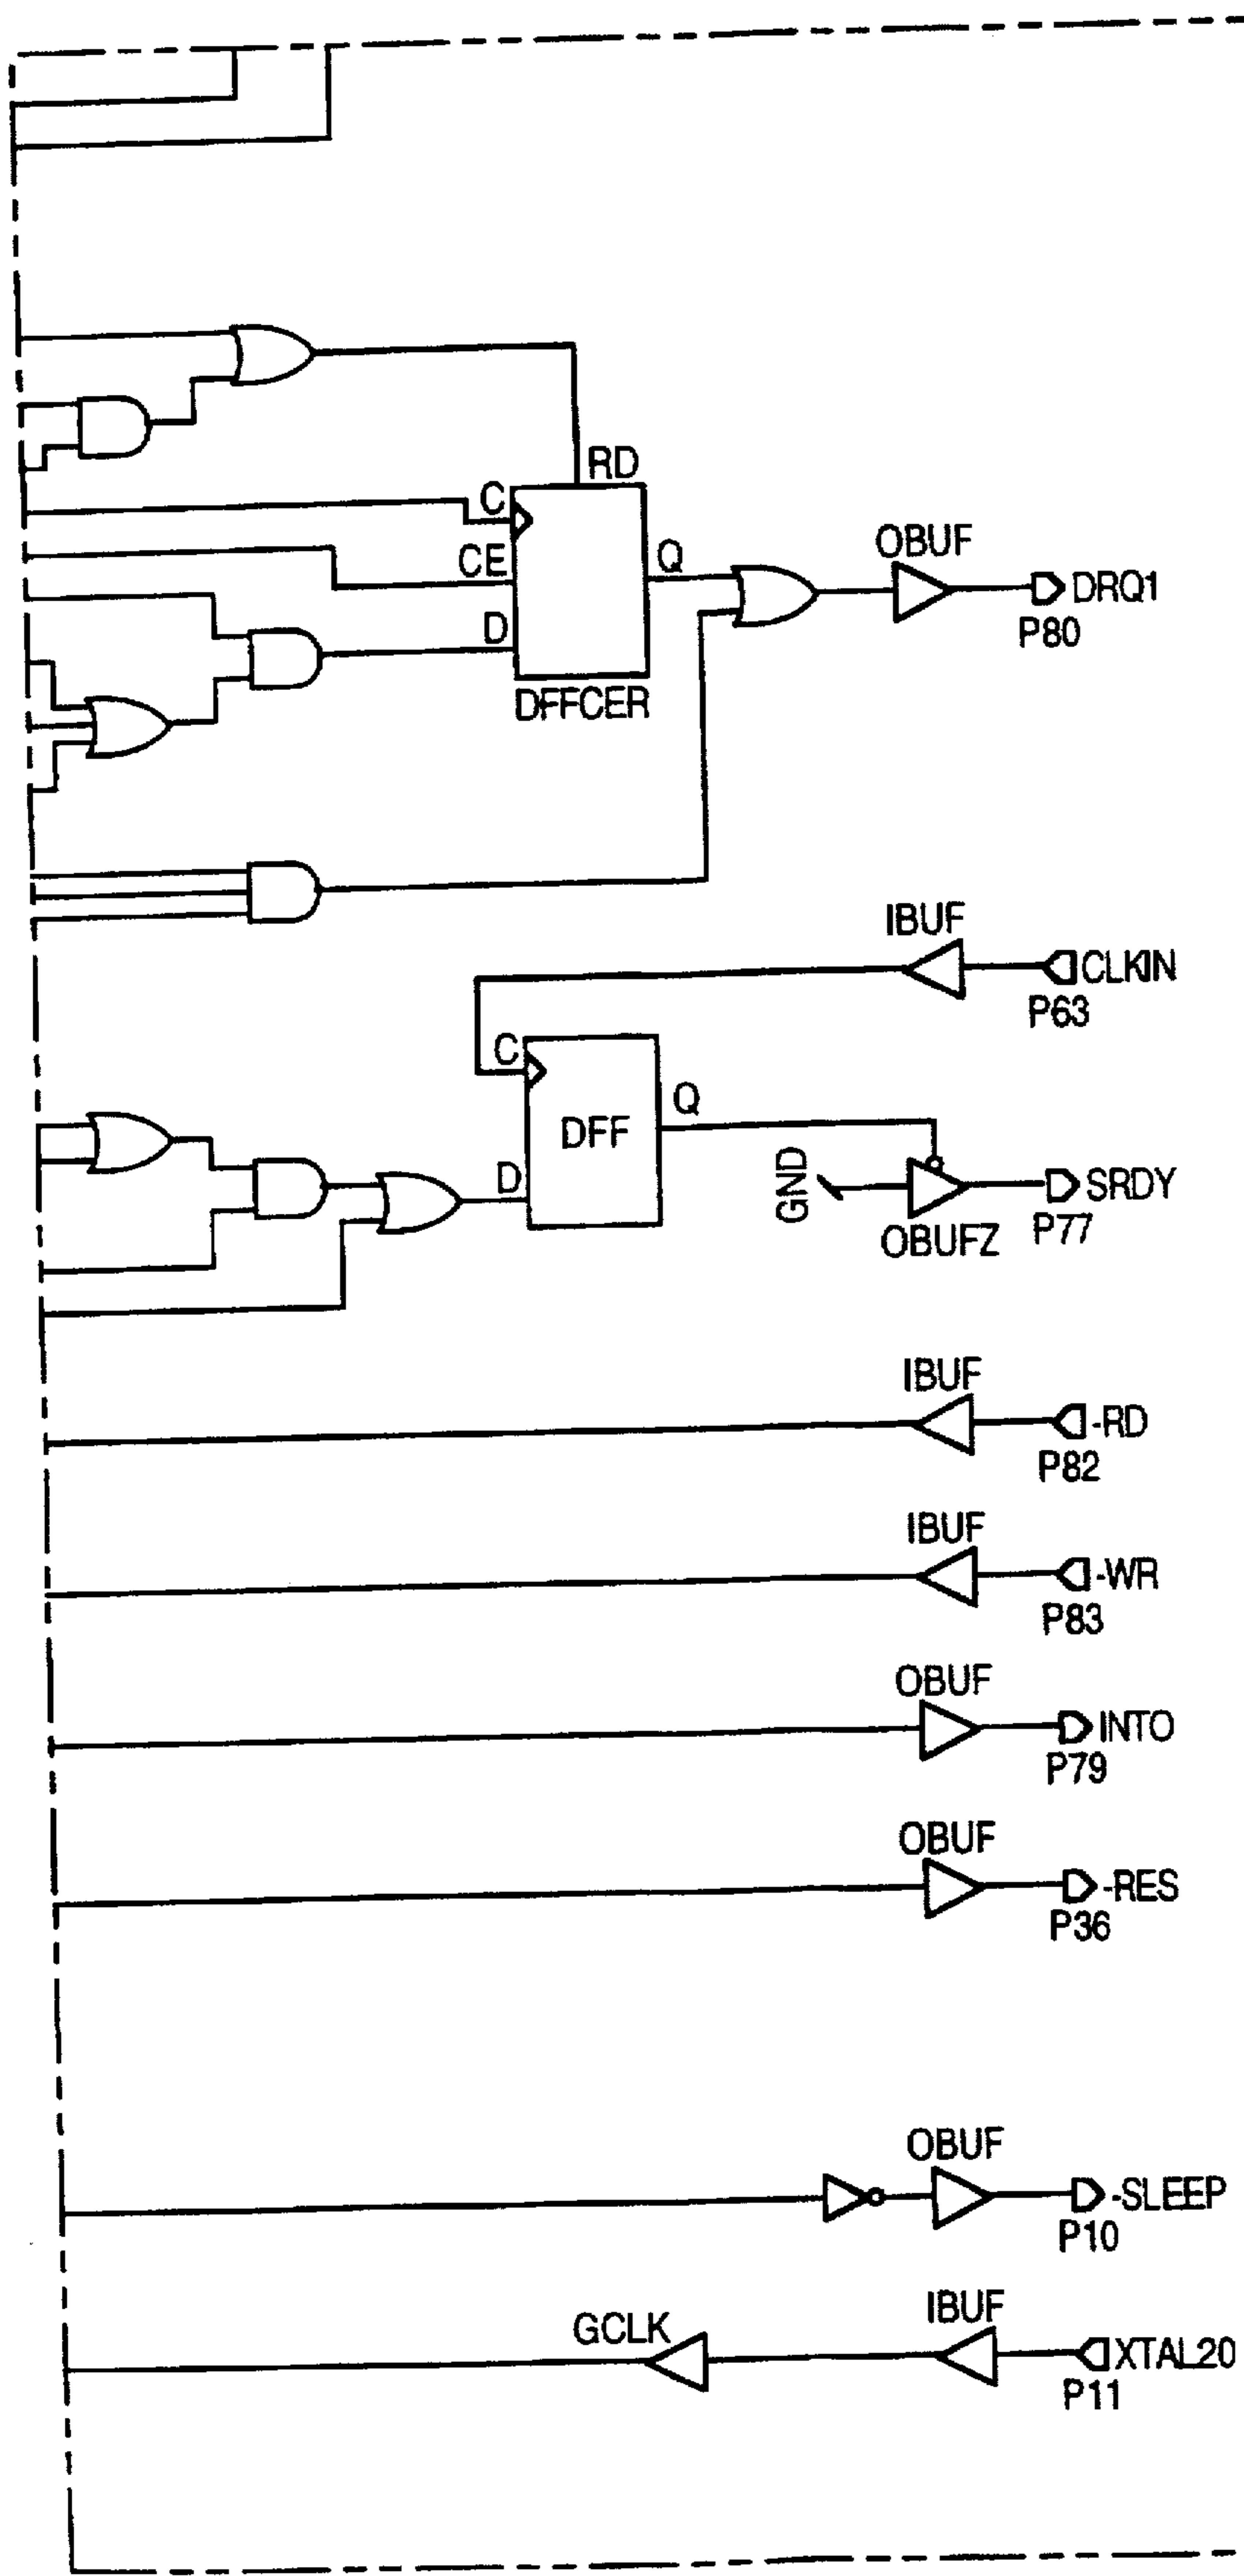 RD
C
CE
D
Q
DFFCER
OBUF
DRQ1
P80
IBUF
CLKIN
P63
C
DFF
Q
D
GND
OBUFZ
SRDY
P77
IBUF
-RD
P82
IBUF
-WR
P83
OBUF
INTO
P79
OBUF
-RES
P36
OBUF
-SLEEP
P10
GCLK
IBUF
XTAL20
P11